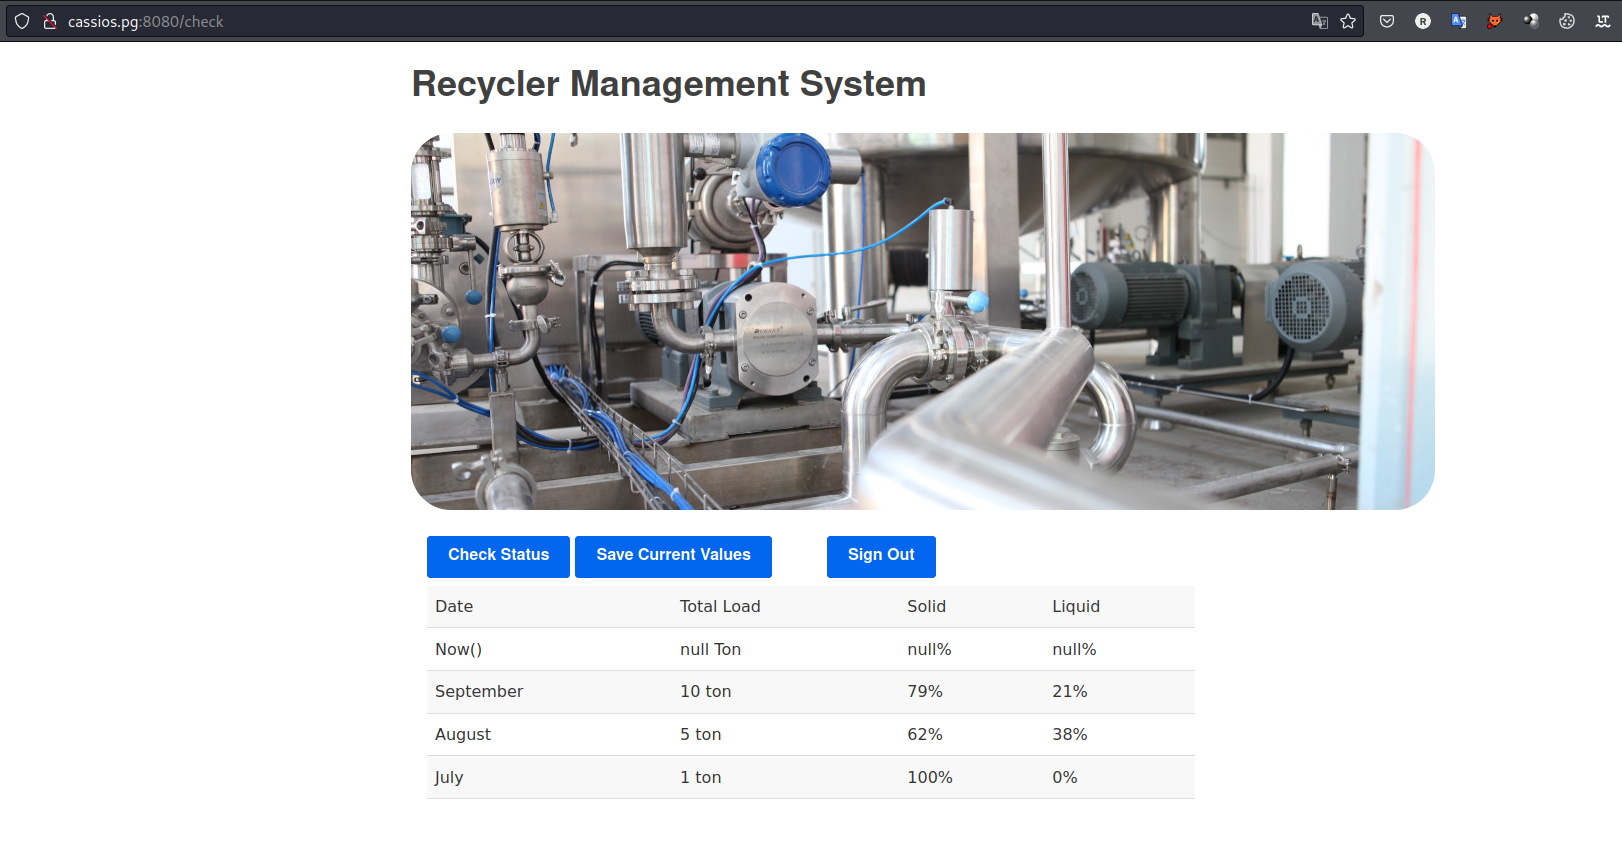 cassios.pg:8080/check
Recycler Management System
Check Status Save Current Values Sign Out
Date Total Load Solid Liquid
Now() null Ton null% null%
September 10 ton 79% 21%
August 5 ton 62% 38%
July 1 ton 100% 0%